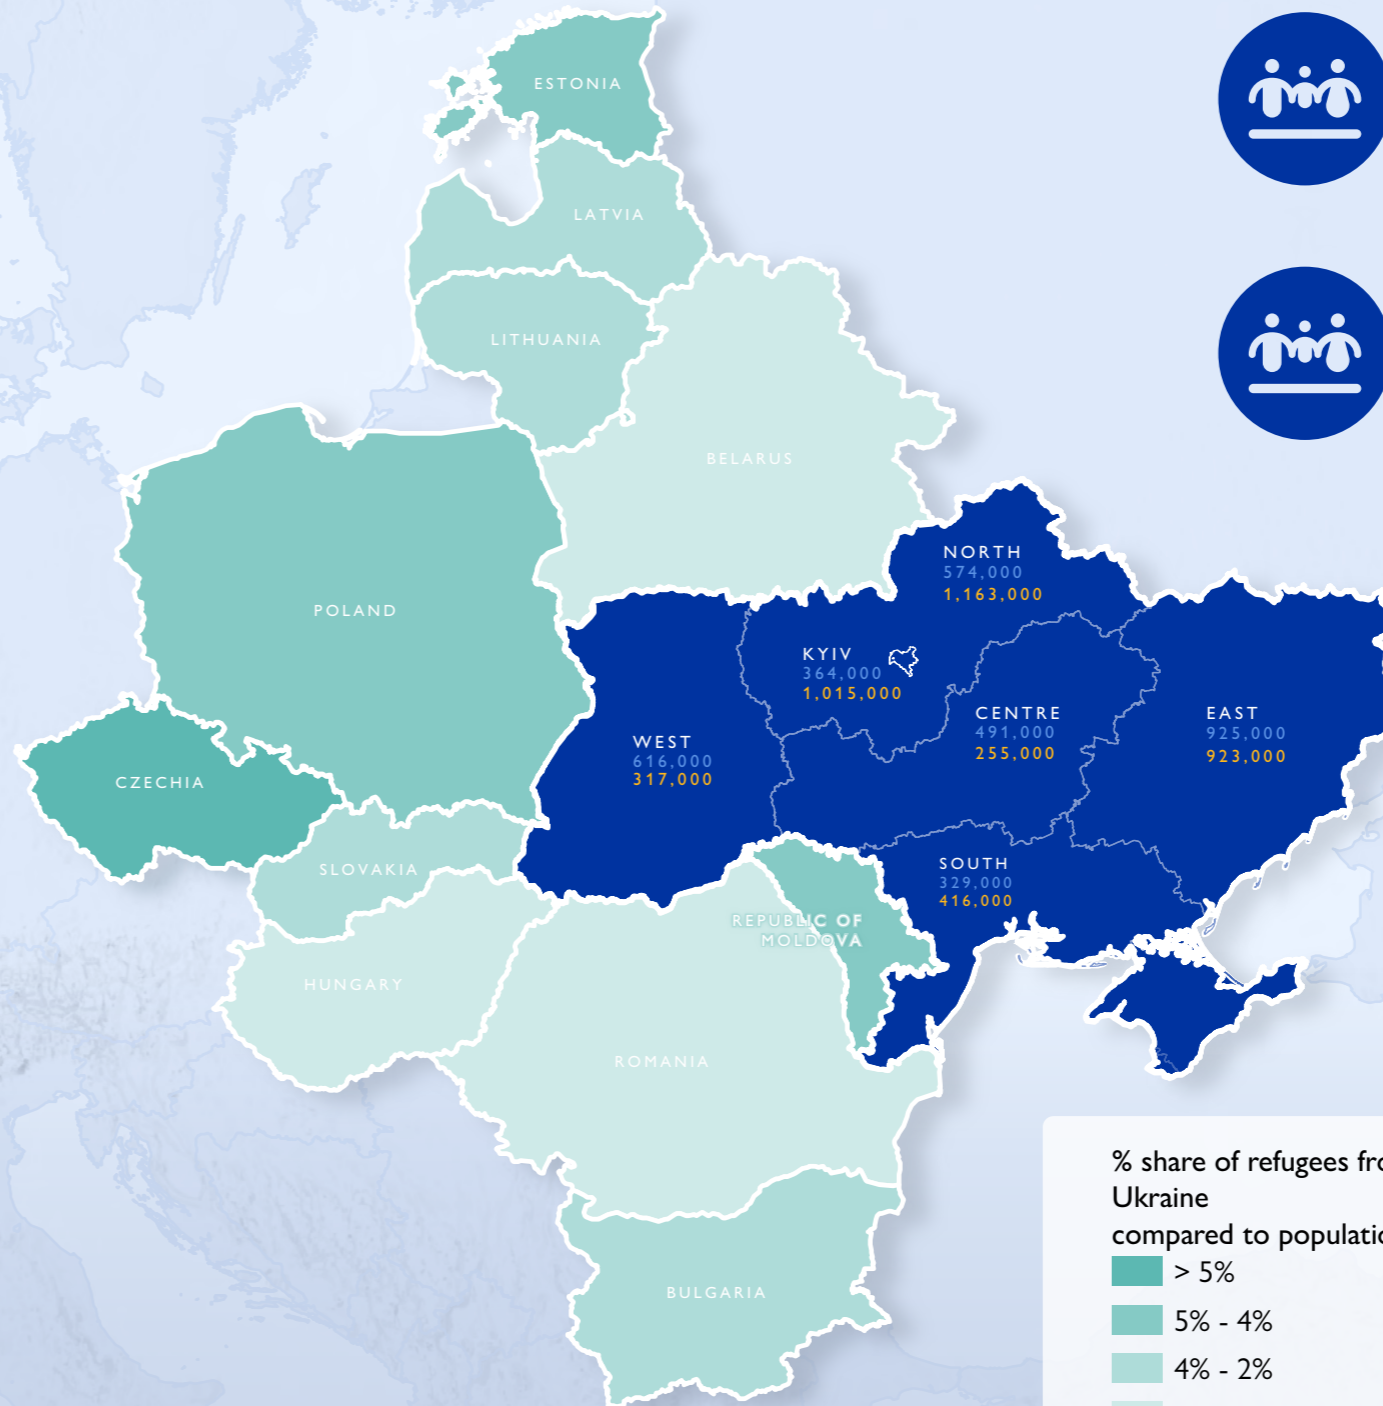 ESTONIA
LATVIA
LITHUANIA
BELARUS
NORTH
574,000
1,163,000
POLAND
KYIV
364,000
1,015,000
CENTRE
491,000
255,000
EAST
925,000
923,000
WEST
616,000
317,000
CZECHIA
SLOVAKIA
SOUTH
329,000
416,000
REPUBLIC OF
MOLDOVA
HUNGARY
ROMANIA
BULGARIA
% share of refugees
Ukraine
compared to
> 5%
5% - 4%
4% - 2%